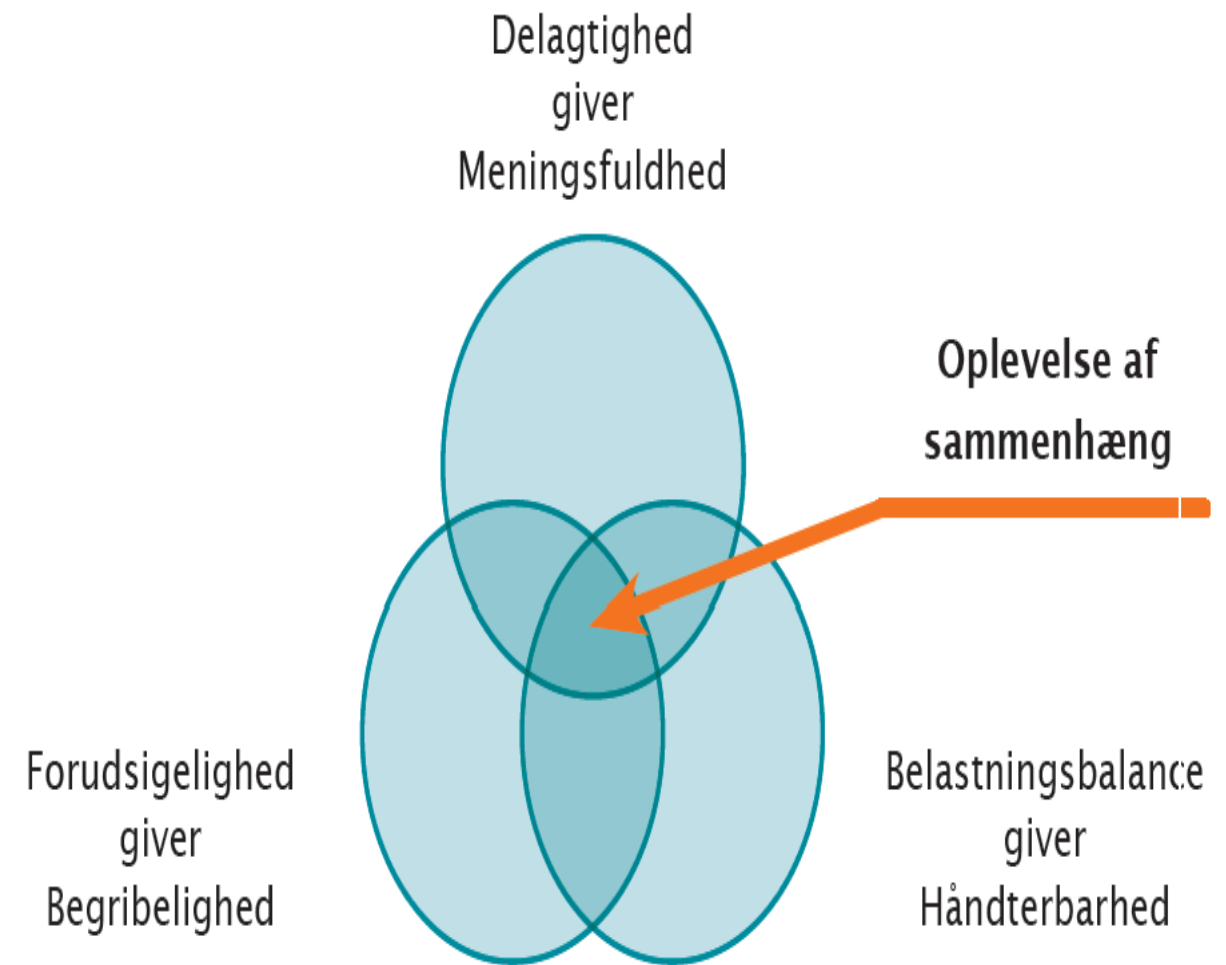 Delagtighed
giver
Meningsfuldhed
Oplevelse af
sammenhæng
Forudsigelighed
giver
Begribelighed
Belastningsbalance
giver
Håndterbarhed